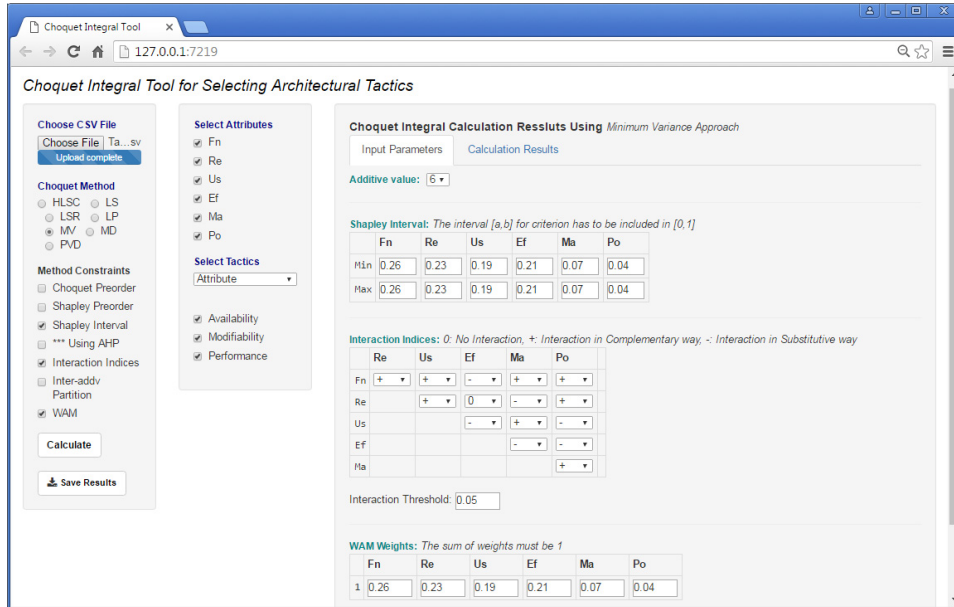 Choquet Integral Tool ×
127.0.0.1:7219
Choquet Integral Tool for Selecting Architectural Tactics
Choose CSV File
Choose File Ta...sv
Upload complete
Choquet Method
HLSC LS
LSR LP
MV MD
PVD
Method Constraints
Choquet Preorder
Shapley Preorder
Shapley Interval
*** Using AHP
Interaction Indices
Inter-addv
Partition
WAM
Calculate
Save Results
Select Attributes
Fn
Re
Us
Ef
Ma
Po
Select Tactics
Attribute
Availability
Modifiability
Performance
Choquet Integral Calculation Ressluts Using Minimum Variance Approach
Input Parameters Calculation Results
Additive value: 6
Shapley Interval: The interval [a,b] for criterion has to be included in [0,1]
Fn Re Us Ef Ma Po
Min 0.26 0.23 0.19 0.21 0.07 0.04
Max 0.26 0.23 0.19 0.21 0.07 0.04
Interaction Indices: 0: No Interaction, +: Interaction in Complementary way, -: Interaction in Substitutive way
Re Us Ef Ma Po
Fn + + - + +
Re + 0 - +
Us - + -
Ef - -
Ma +
Interaction Threshold: 0.05
WAM Weights: The sum of weights must be 1
Fn Re Us Ef Ma Po
1 0.26 0.23 0.19 0.21 0.07 0.04